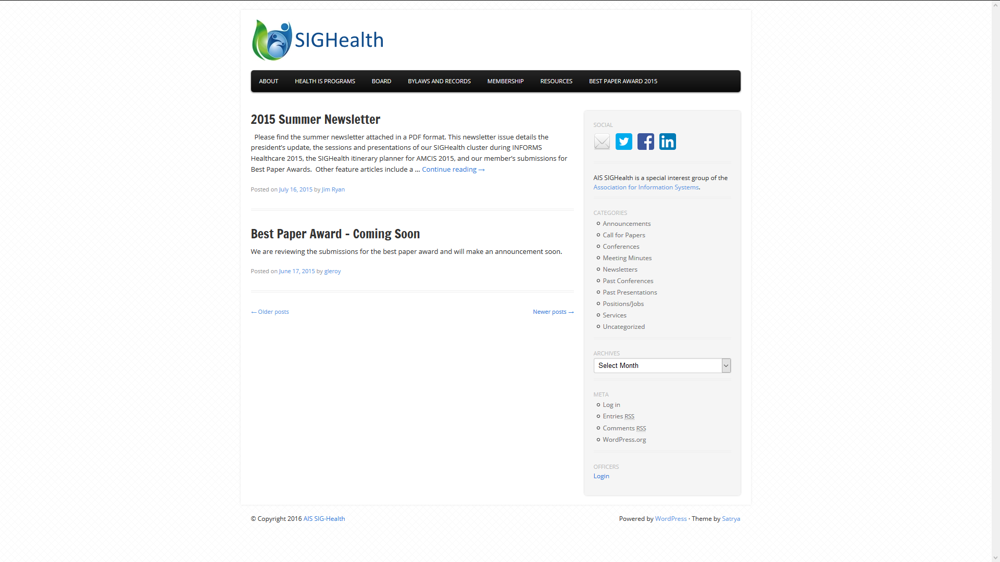 SIGHealth
ABOUT HEALTH IS PROGRAMS BOARD BYLAWS AND RECORDS MEMBERSHIP RESOURCES BEST PAPER AWARD 2015
2015 Summer Newsletter
Please find the summer newsletter attached in a PDF format. This newsletter issue details the
president’s update, the sessions and presentations of our SIGHealth cluster during INFORMS
Healthcare 2015, the SIGHealth itinerary planner for AMCIS 2015, and our member’s submissions for
Best Paper Awards.  Other feature articles include a … Continue reading →
Posted on July 16, 2015 by Jim Ryan
Best Paper Award – Coming Soon
We are reviewing the submissions for the best paper award and will make an announcement soon.
Posted on June 17, 2015 by gleroy
← Older posts
Newer posts →
SOCIAL
AIS SIGHealth is a special interest group of the
Association for Information Systems.
CATEGORIES
Announcements
Call for Papers
Conferences
Meeting Minutes
Newsletters
Past Conferences
Past Presentations
Positions/Jobs
Services
Uncategorized
ARCHIVES
Select Month
META
Log in
Entries RSS
Comments RSS
WordPress.org
OFFICERS
Login
© Copyright 2016 AIS SIG-Health
Powered by WordPress · Theme by Satrya